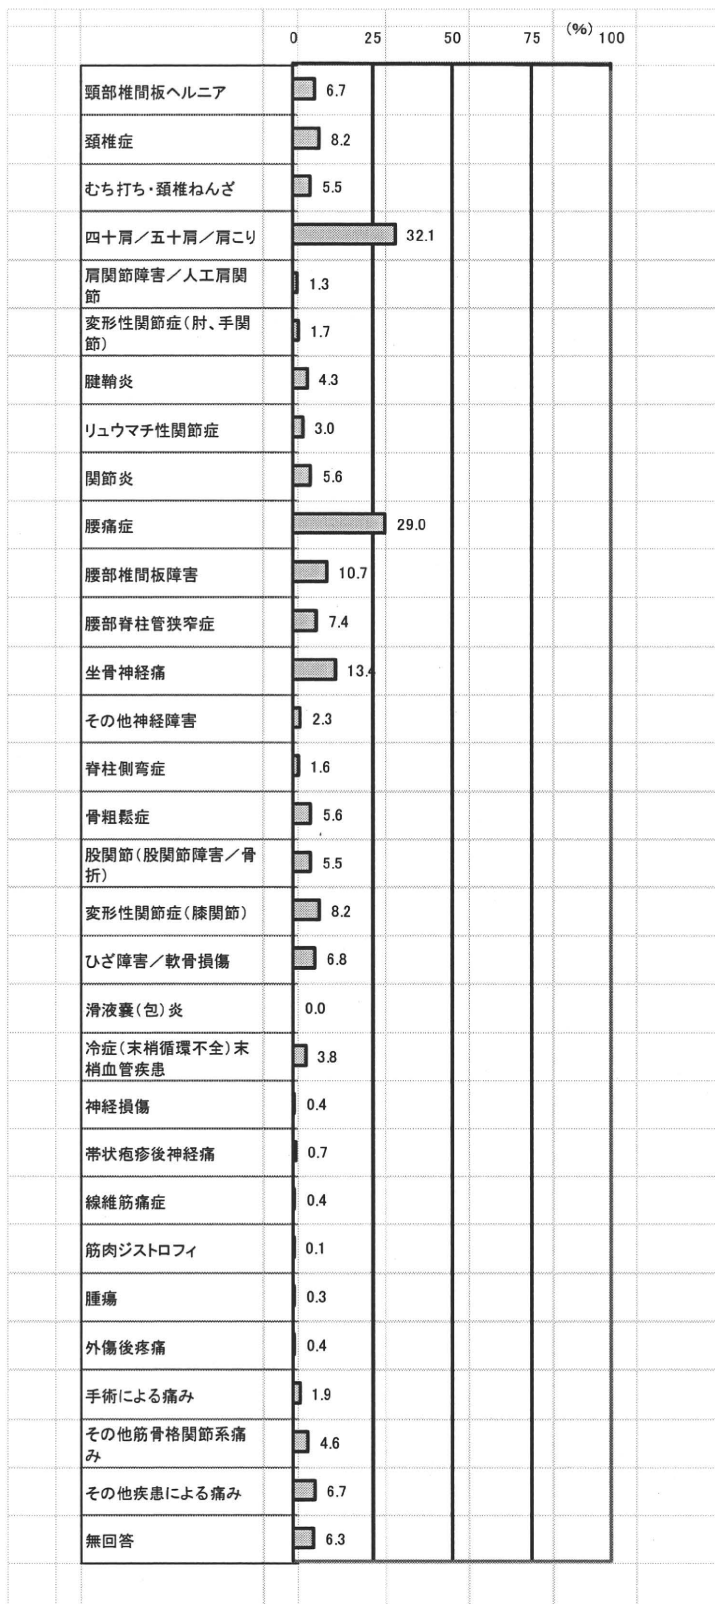 (%)
0 25 50 75 100
頸部椎間板ヘルニア 6.7
頚椎症 8.2
むち打ち・頚椎ねんざ 5.5
四十肩／五十肩／肩こり 32.1
肩関節障害／人工肩関
節 1.3
変形性関節症(肘、手関
節) 1.7
腱鞘炎 4.3
リュウマチ性関節症 3.0
関節炎 5.6
腰痛症 29.0
腰部椎間板障害 10.7
腰部脊柱管狭窄症 7.4
坐骨神経痛 13.4
その他神経障害 2.3
脊柱側弯症 1.6
骨粗鬆症 5.6
股関節(股関節障害／骨
折) 5.5
変形性関節症(膝関節) 8.2
ひざ障害／軟骨損傷 6.8
滑液嚢(包)炎 0.0
冷症(末梢循環不全)末
梢血管疾患 3.8
神経損傷 0.4
帯状疱疹後神経痛 0.7
線維筋痛症 0.4
筋肉ジストロフィ 0.1
腫瘍 0.3
外傷後疼痛 0.4
手術による痛み 1.9
その他筋骨格関節系痛
み 4.6
その他疾患による痛み 6.7
無回答 6.3